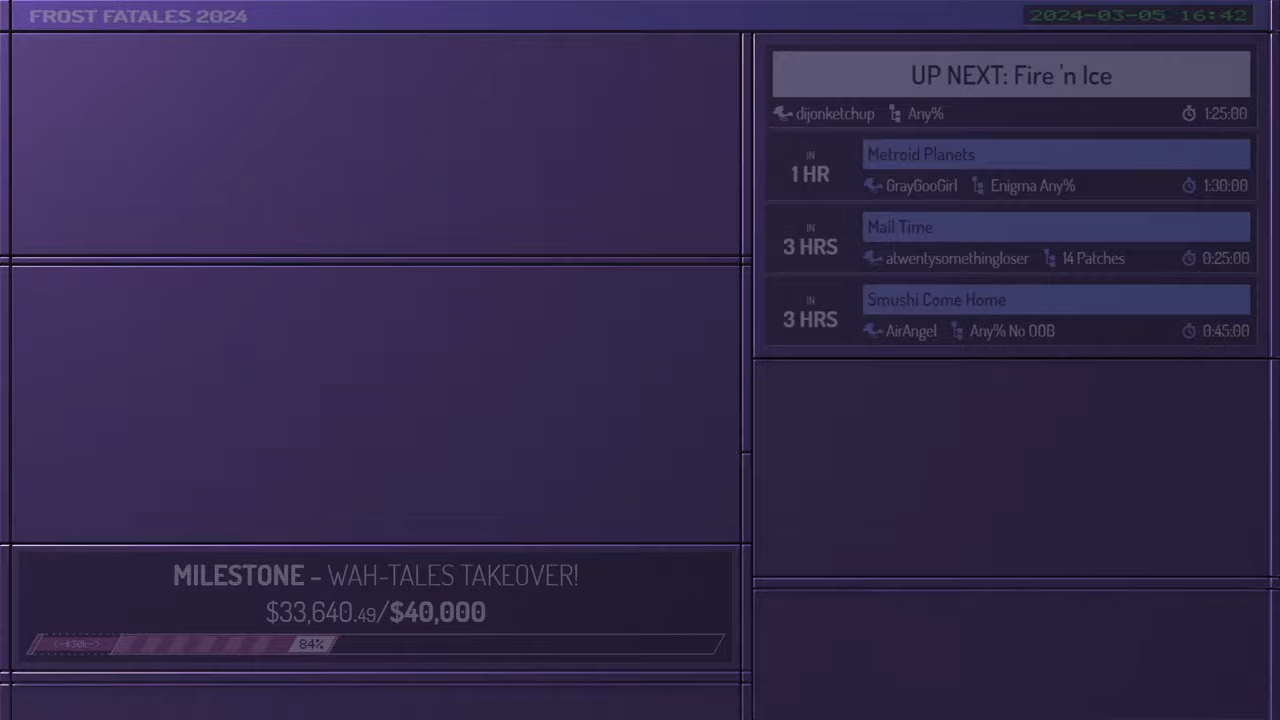 FROST FATALES 2024
2024-03-05 16:42
UP NEXT: Fire 'n Ice
dijonketchup Any% 1:25:00
IN
1 HR
Metroid Planets
GrayGooGirl Enigma Any% 1:30:00
IN
3 HRS
Mail Time
atwentysomethingloser 14 Patches 0:25:00
IN
3 HRS
Smushi Come Home
AirAngel Any% No OOB 0:45:00
MILESTONE - WAH-TALES TAKEOVER!
$33,640.49/$40,000
<-$30k-> 84%